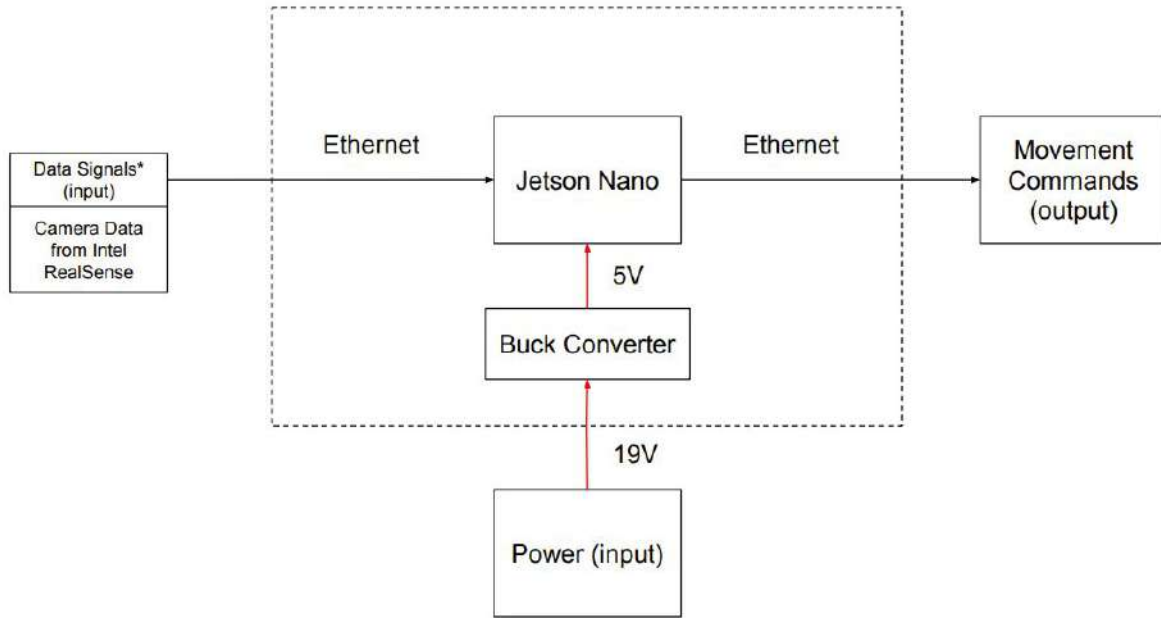 Ethernet
Ethernet
Data Signals*
(input)
Camera Data
from Intel
RealSense
Jetson Nano
Movement
Commands
(output)
5V
Buck Converter
19V
Power (input)